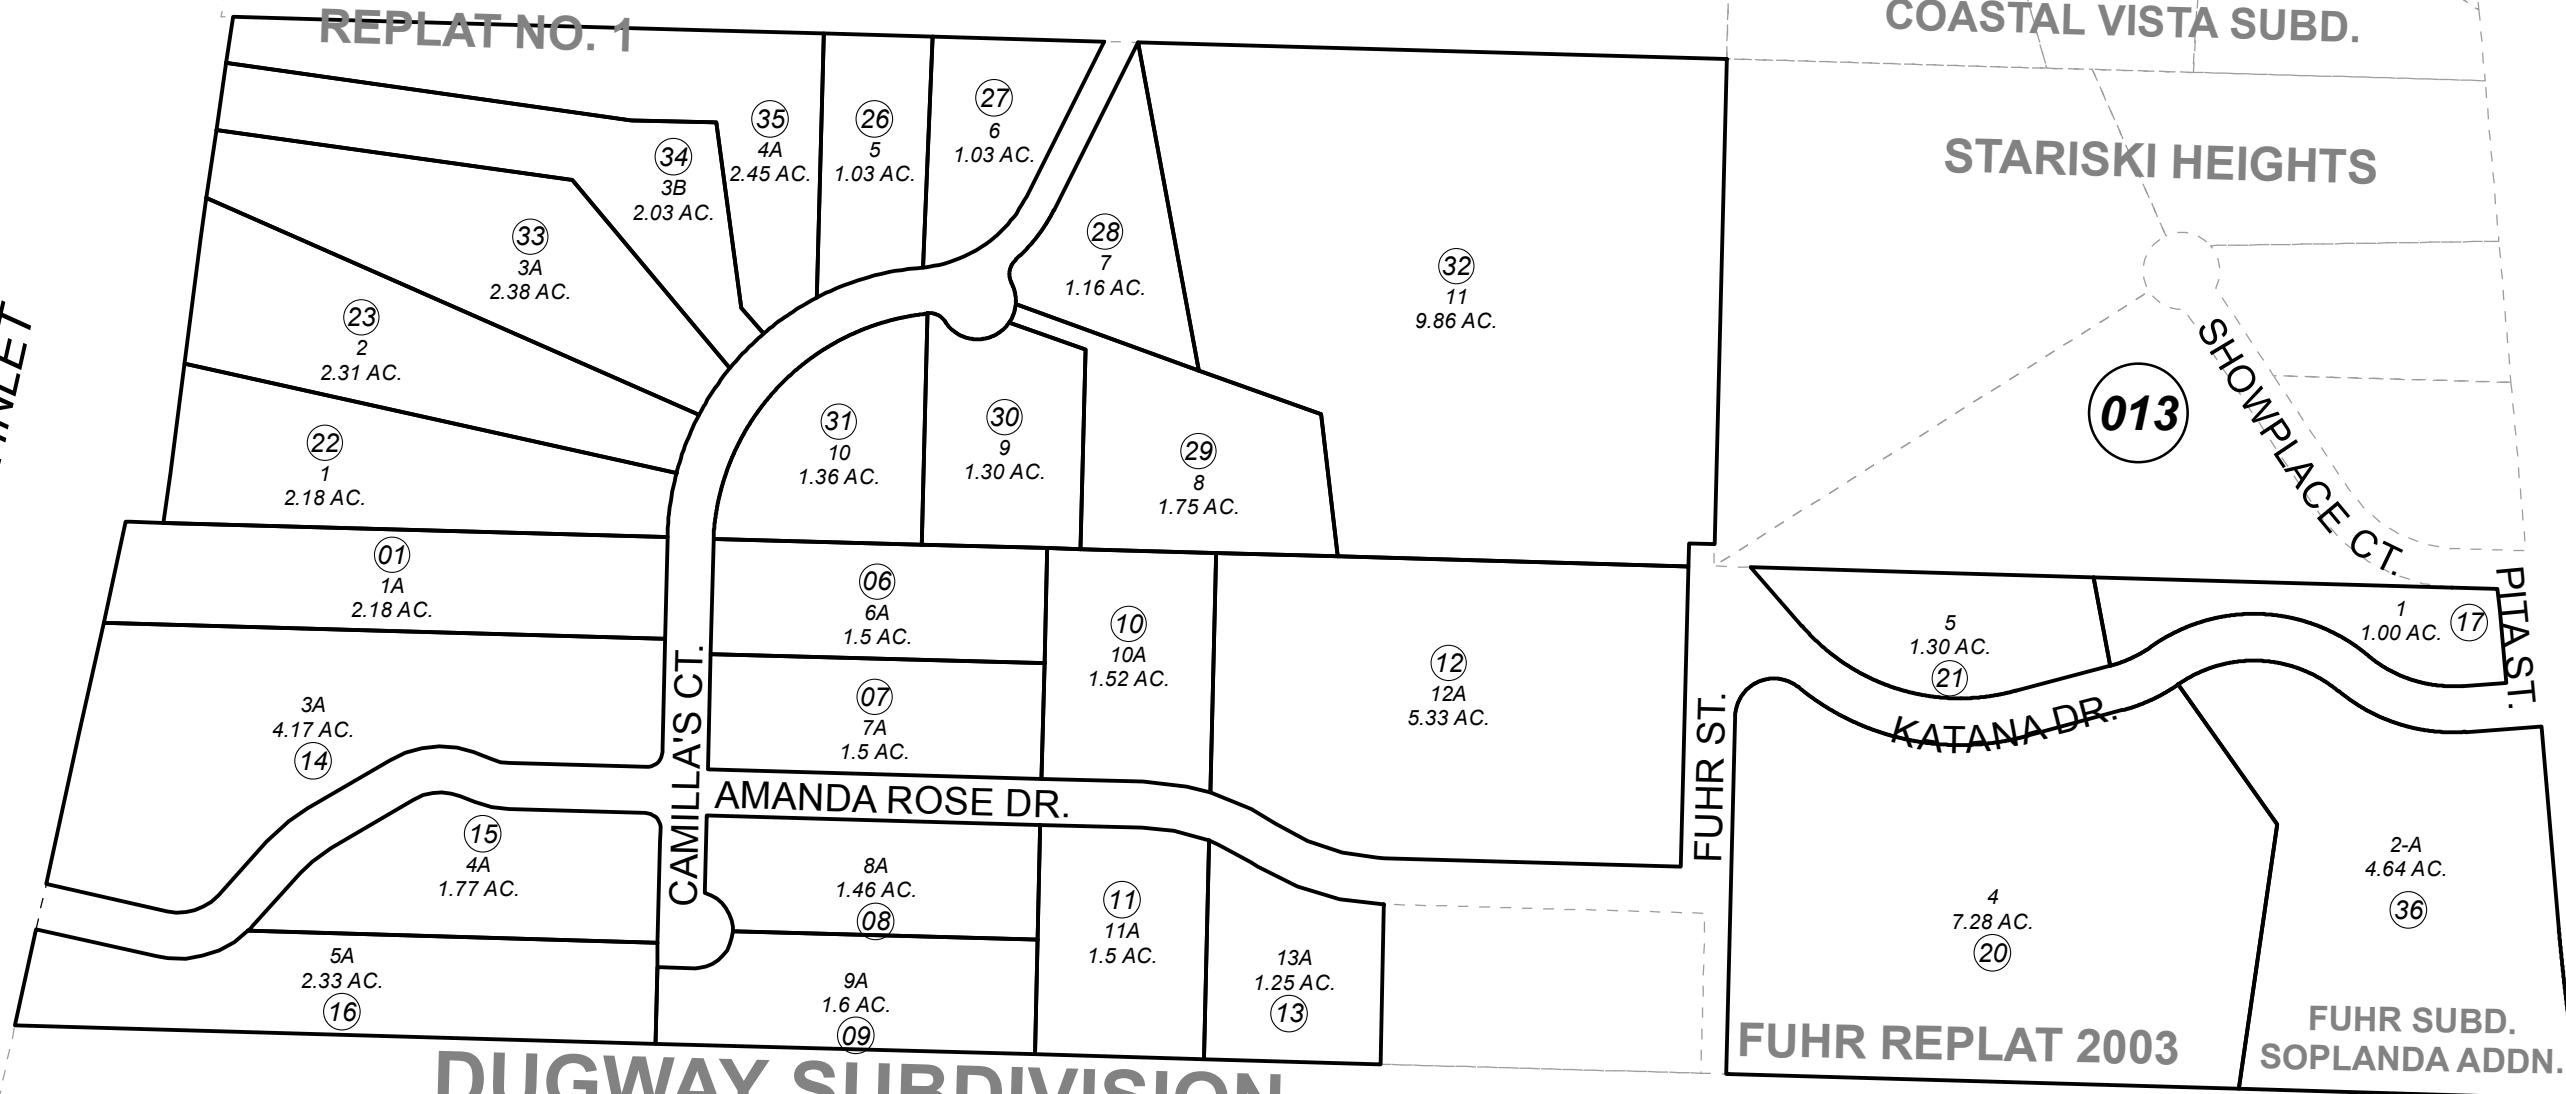 REPLAT NO. 1
COASTAL VISTA SUBD.
STARISKI HEIGHTS
INLET
35
4A
2.45 AC.
26
5
1.03 AC.
27
6
1.03 AC.
34
3B
2.03 AC.
33
3A
2.38 AC.
28
7
1.16 AC.
32
11
9.86 AC.
23
2
2.31 AC.
22
1
2.18 AC.
31
10
1.36 AC.
30
9
1.30 AC.
29
8
1.75 AC.
013
SHOWPLACE CT.
01
1A
2.18 AC.
06
6A
1.5 AC.
10
10A
1.52 AC.
12
12A
5.33 AC.
07
7A
1.5 AC.
3A
4.17 AC.
14
5
1.30 AC.
21
1
1.00 AC.
17
PITA ST.
KATANA DR.
FUHR ST.
CAMILLA'S CT.
AMANDA ROSE DR.
15
4A
1.77 AC.
8A
1.46 AC.
08
11
11A
1.5 AC.
5A
2.33 AC.
16
9A
1.6 AC.
09
13A
1.25 AC.
13
4
7.28 AC.
20
2-A
4.64 AC.
36
FUHR REPLAT 2003
FUHR SUBD.
SOPLANDA ADDN.
DUGWAY SUBDIVISION